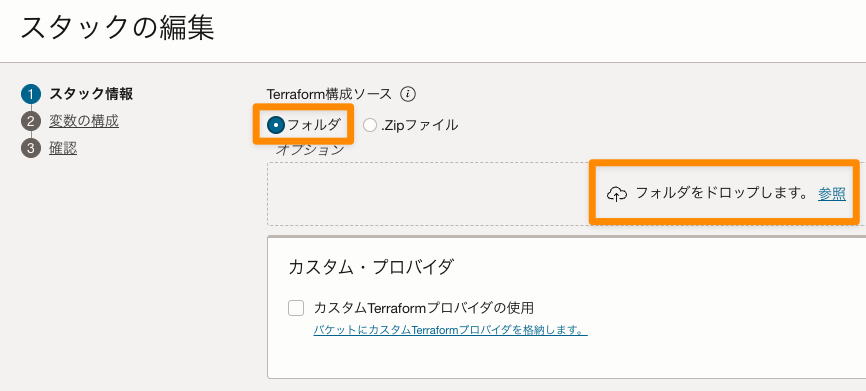 スタックの編集
1 スタック情報
2 変数の構成
3 確認
Terraform構成ソース
フォルダ .Zipファイル
オプション
フォルダをドロップします。 参照
カスタム・プロバイダ
カスタムTerraformプロバイダの使用
バケットにカスタムTerraformプロバイダを格納します。